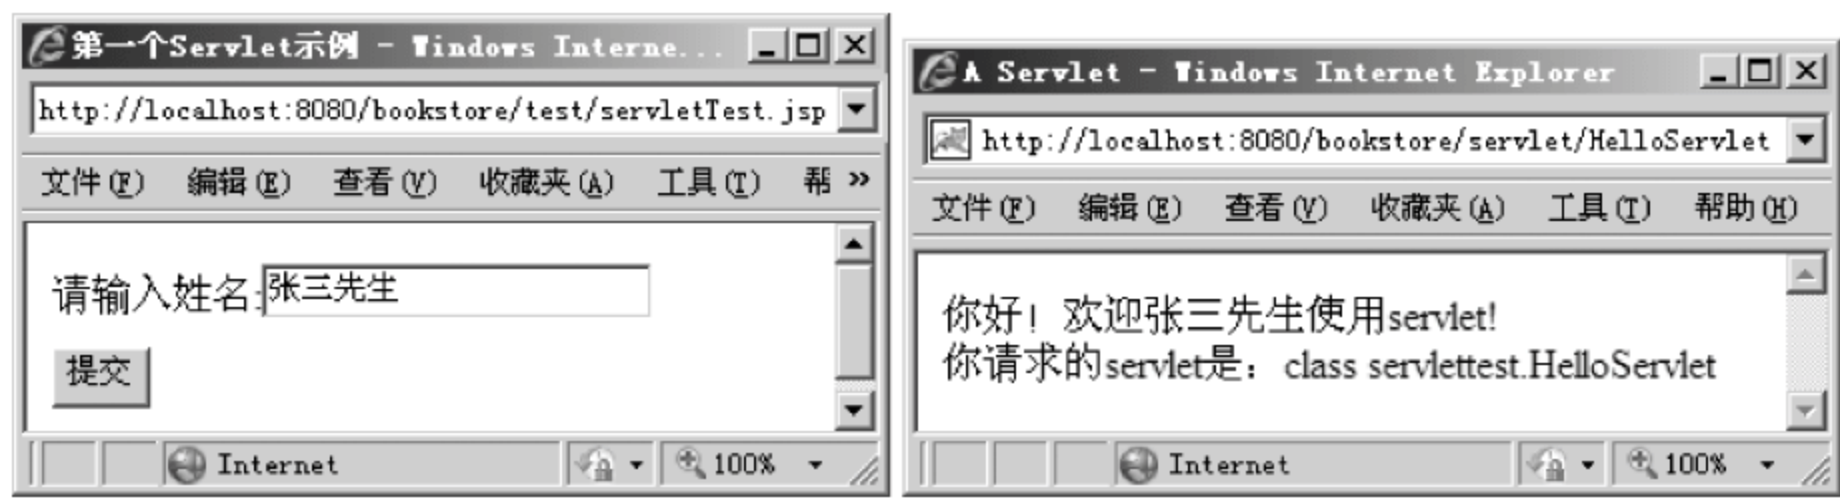 第一个Servlet示例 - Windows Interne...
http://localhost:8080/bookstore/test/servletTest.jsp
文件(F) 编辑(E) 查看(V) 收藏夹(A) 工具(T) 帮 »
请输入姓名:张三先生
提交
Internet 100%
A Servlet - Windows Internet Explorer
http://localhost:8080/bookstore/servlet/HelloServlet
文件(F) 编辑(E) 查看(V) 收藏夹(A) 工具(T) 帮助(H)
你好！欢迎张三先生使用servlet!
你请求的servlet是：class servlettest.HelloServlet
Internet 100%